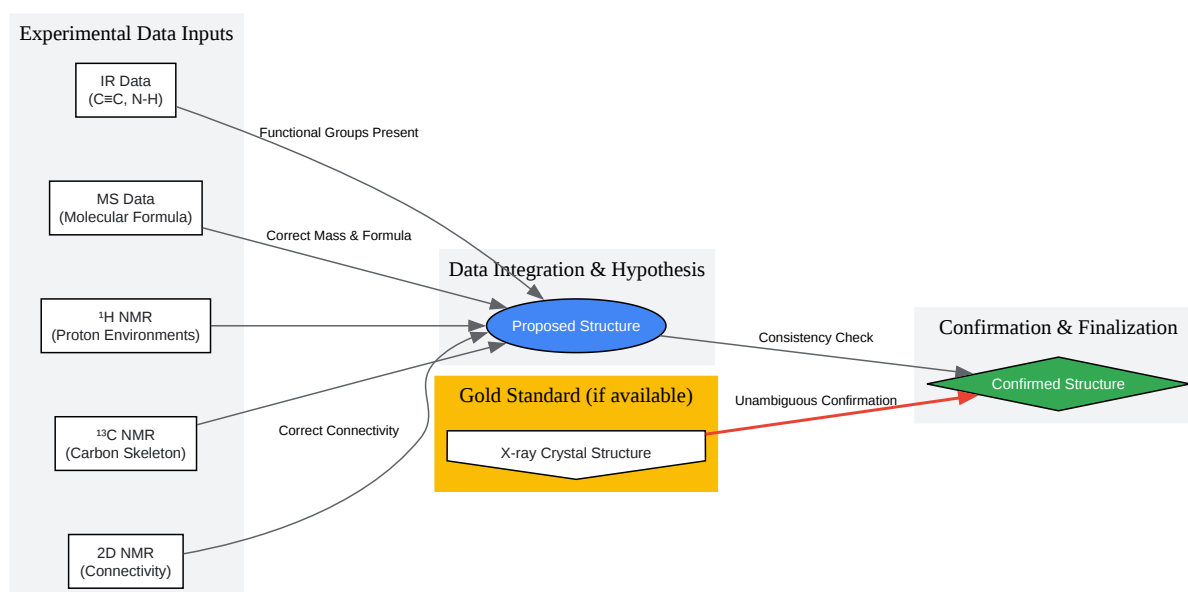 Experimental Data Inputs
IR Data
(C≡C, N-H)
Functional Groups Present
MS Data
(Molecular Formula)
Correct Mass & Formula
¹H NMR
(Proton Environments)
¹³C NMR
(Carbon Skeleton)
Correct Connectivity
2D NMR
(Connectivity)
Data Integration & Hypothesis
Proposed Structure
Gold Standard (if available)
X-ray Crystal Structure
Consistency Check
Unambiguous Confirmation
Confirmation & Finalization
Confirmed Structure